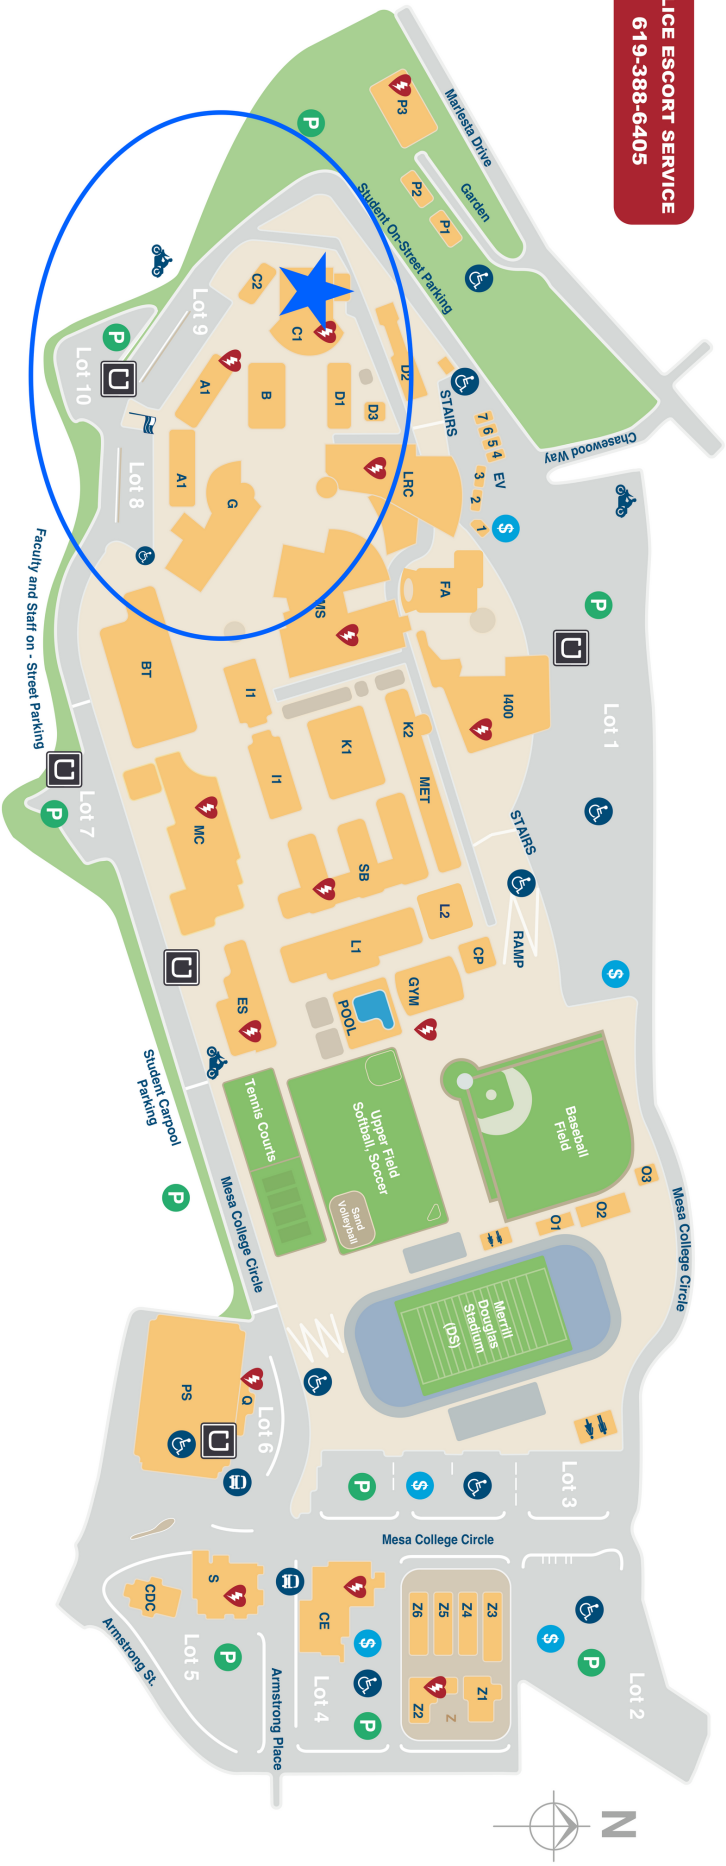 LICE ESCORT SERVICE
619-388-6405
Marlesta Drive
P3
Garden
P2
P1
P
Student On-Street Parking
Lot 9
C2
C1
Lot 10
P
U
A1
B
D1
D2
D3
STAIRS
7
6
5
4
3
2
1
EV
Chasewood Way
$
Lot 8
A1
G
LRC
Faculty and Staff on - Street Parking
MS
FA
P
U
I400
Lot 1
BT
I1
I1
K1
K2
MET
U
P
Lot 7
MC
SB
STAIRS
RAMP
L2
L1
CP
$
U
ES
POOL
GYM
Student Carpool
Parking
P
Tennis Courts
Upper Field
Softball, Soccer
Sand
Volleyball
Baseball
Field
O3
O2
O1
Mesa College Circle
Mesa College Circle
Merrill
Douglas
Stadium
(DS)
PS
Q
Lot 6
U
P
$
Lot 3
Mesa College Circle
S
CDC
Lot 5
P
Armstrong St.
Armstrong Place
CE
$
P
Lot 4
Z6
Z5
Z4
Z3
Z2
Z1
Z
$
P
Lot 2
N